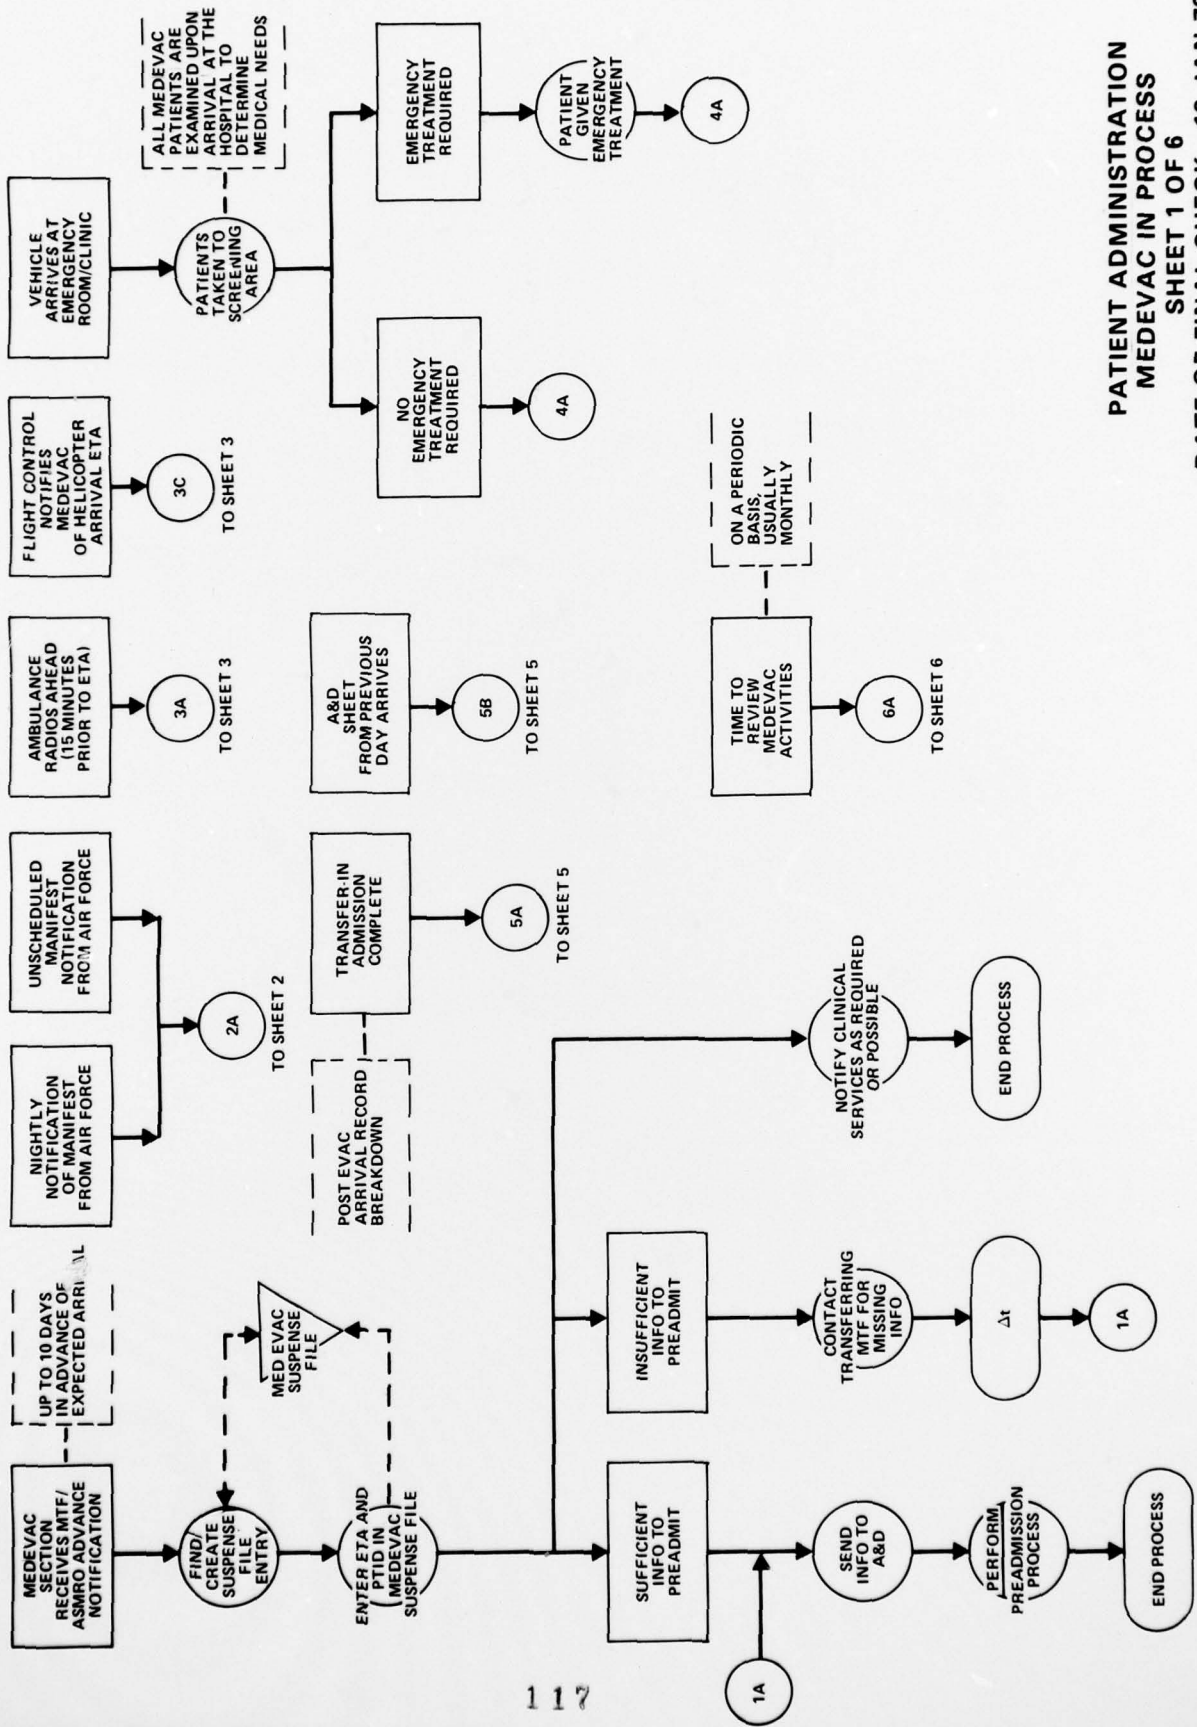 MEDEVAC
SECTION
RECEIVES MTF/
ASMRO ADVANCE
NOTIFICATION
UP TO 10 DAYS
IN ADVANCE OF
EXPECTED
NIGHTLY
NOTIFICATION
OF MANIFEST
FROM AIR FORCE
UNSCHEDULED
MANIFEST
NOTIFICATION
FROM AIR FORCE
2A
TO SHEET 2
AMBULANCE
RADIOS AHEAD
(15 MINUTES
PRIOR TO ETA)
3A
TO SHEET 3
FLIGHT CONTROL
NOTIFIES
MEDEVAC
OF HELICOPTER
ARRIVAL ETA
3C
TO SHEET 3
VEHICLE
ARRIVES AT
EMERGENCY
ROOM/CLINIC
PATIENTS
TAKEN TO
SCREENING
AREA
ALL MEDEVAC
PATIENTS ARE
EXAMINED UPON
ARRIVAL AT THE
HOSPITAL TO
DETERMINE
MEDICAL NEEDS
NO
EMERGENCY
TREATMENT
REQUIRED
4A
EMERGENCY
TREATMENT
REQUIRED
PATIENT
GIVEN
EMERGENCY
TREATMENT
4A
FIND/
CREATE
SUSPENSE
FILE
ENTRY
MED EVAC
SUSPENSE
FILE
ENTER ETA AND
PTID IN
MEDEVAC
SUSPENSE FILE
POST EVAC
ARRIVAL RECORD
BREAKDOWN
TRANSFER-IN
ADMISSION
COMPLETE
5A
TO SHEET 5
A&D
SHEET
FROM PREVIOUS
DAY ARRIVES
5B
TO SHEET 5
SUFFICIENT
INFO TO
PREADMIT
1A
SEND
INFO TO
A&D
PERFORM
PREADMISSION
PROCESS
END PROCESS
INSUFFICIENT
INFO TO
PREADMIT
CONTACT
TRANSFERRING
MTF FOR
MISSING
INFO
Δt
1A
NOTIFY CLINICAL
SERVICES AS REQUIRED
OR POSSIBLE
END PROCESS
TIME TO
REVIEW
MEDEVAC
ACTIVITIES
ON A PERIODIC
BASIS,
USUALLY
MONTHLY
6A
TO SHEET 6
PATIENT ADMINISTRATION
MEDEVAC IN PROCESS
SHEET 1 OF 6
117